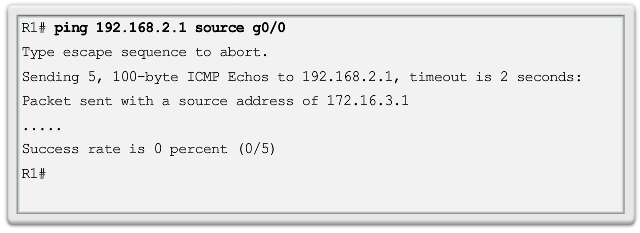 R1# ping 192.168.2.1 source g0/0
Type escape sequence to abort.
Sending 5, 100-byte ICMP Echos to 192.168.2.1, timeout is 2 seconds:
Packet sent with a source address of 172.16.3.1
.....
Success rate is 0 percent (0/5)
R1#